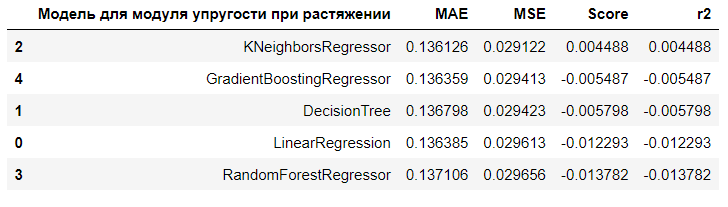 Модель для модуля упругости при растяжении MAE MSE Score r2
2 KNeighborsRegressor 0.136126 0.029122 0.004488 0.004488
4 GradientBoostingRegressor 0.136359 0.029413 -0.005487 -0.005487
1 DecisionTree 0.136798 0.029423 -0.005798 -0.005798
0 LinearRegression 0.136385 0.029613 -0.012293 -0.012293
3 RandomForestRegressor 0.137106 0.029656 -0.013782 -0.013782